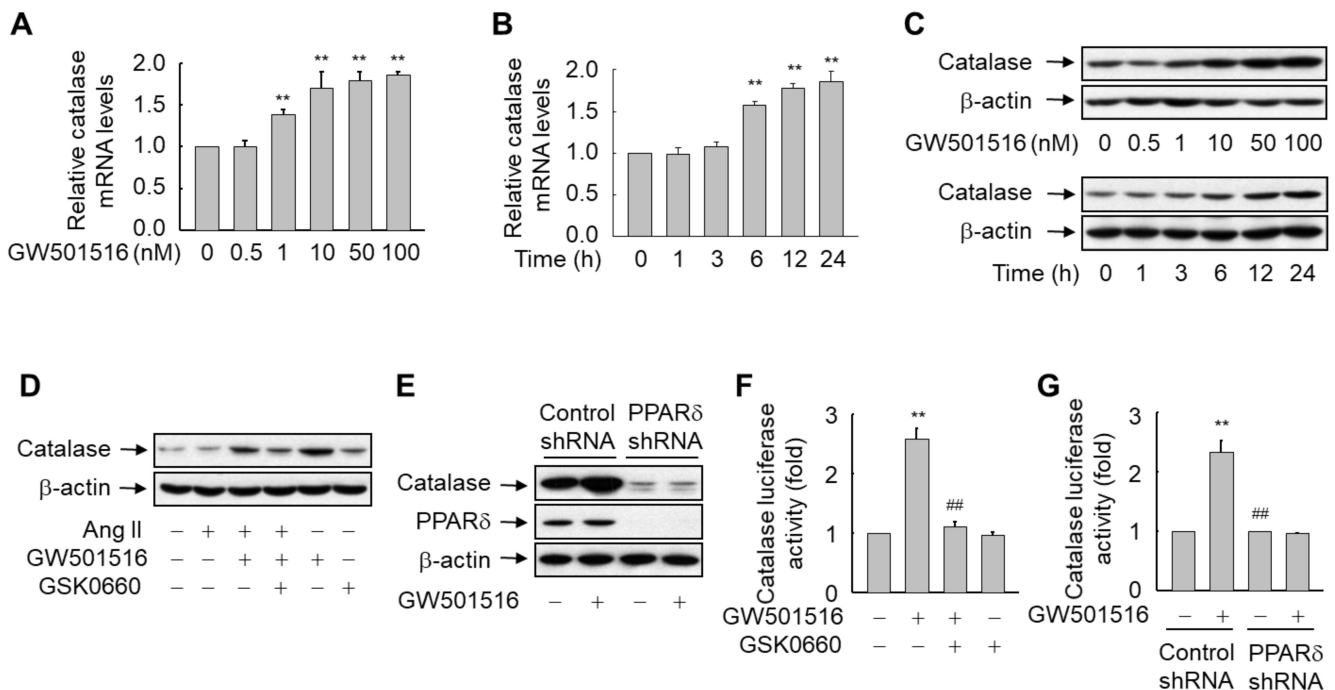 A
Relative catalase
mRNA levels
2.0
1.5
1.0
0.5
0.0
** ** ** **
GW501516 (nM) 0 0.5 1 10 50 100
B
Relative catalase
mRNA levels
2.0
1.5
1.0
0.5
0.0
** ** **
Time (h) 0 1 3 6 12 24
C
Catalase
β-actin
GW501516 (nM) 0 0.5 1 10 50 100
Catalase
β-actin
Time (h) 0 1 3 6 12 24
D
Catalase
β-actin
Ang II – + + + – –
GW501516 – – + + + –
GSK0660 – – – + – +
E
Control PPARδ
shRNA shRNA
Catalase
PPARδ
β-actin
GW501516 – + – +
F
Catalase luciferase
activity (fold)
3
2
1
0
** ##
GW501516 – + + –
GSK0660 – – + +
G
Catalase luciferase
activity (fold)
3
2
1
0
** ##
GW501516 – + – +
Control PPARδ
shRNA shRNA